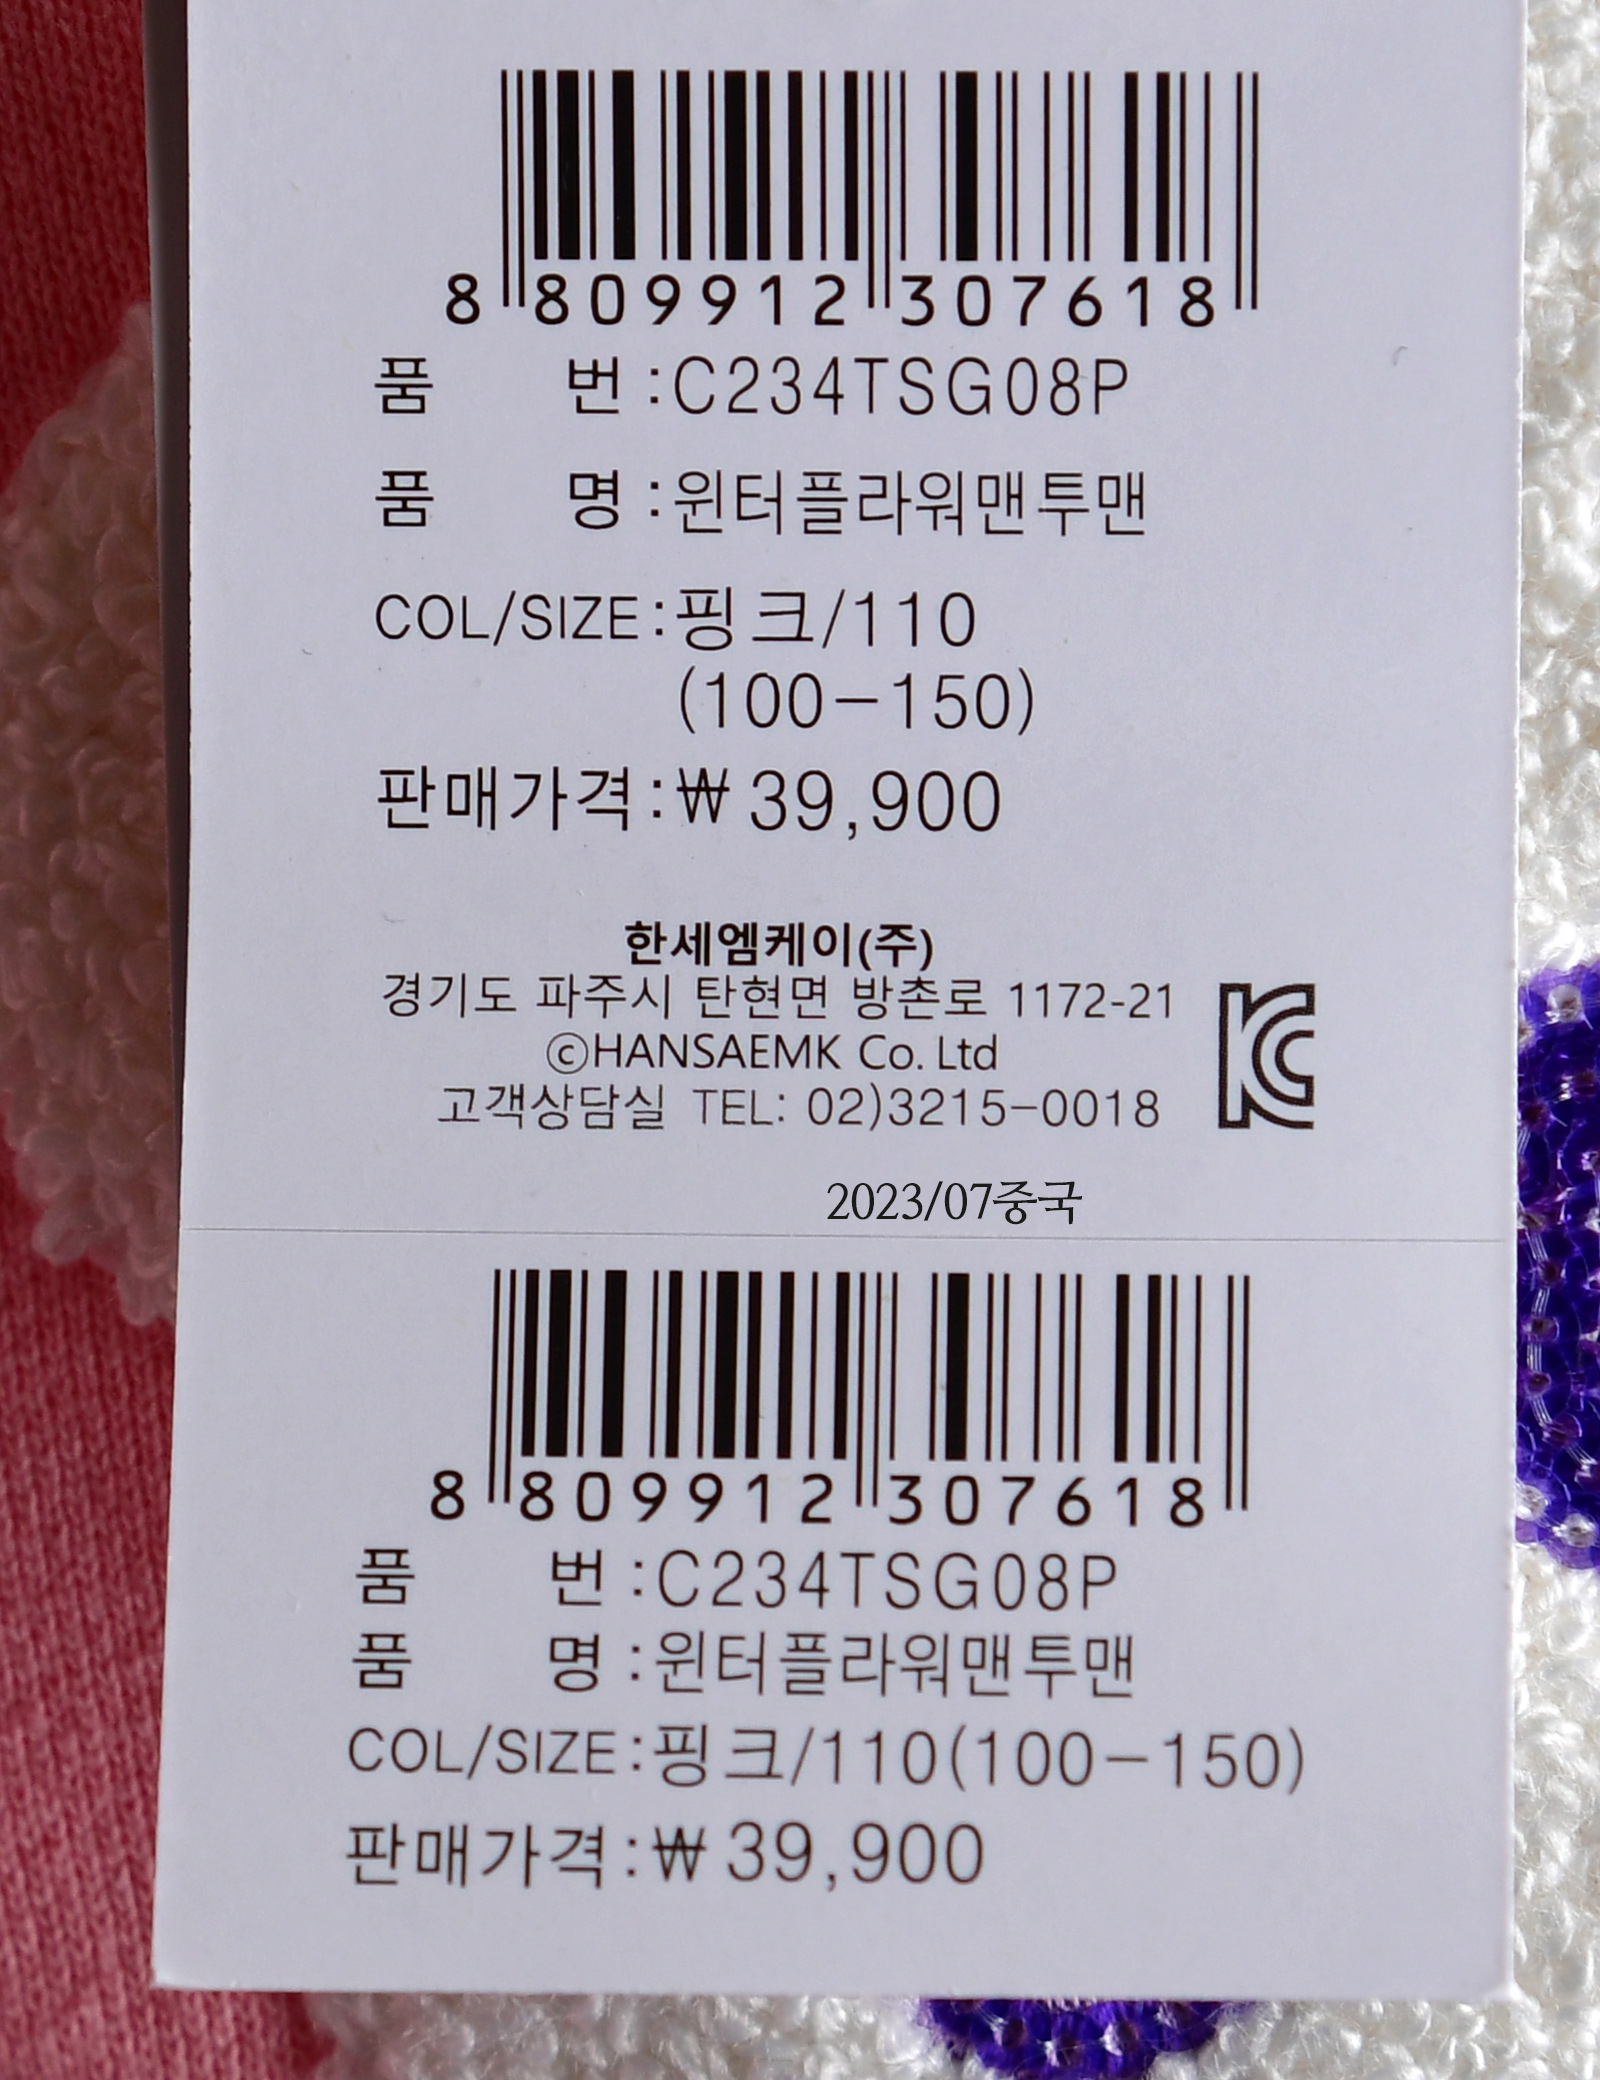 8 809912 307618
품 번 :C234TSG08P
품 명 :윈터플라워맨투맨
COL/SIZE:핑크/110
(100-150)
판매가격:₩ 39,900
한세엠케이(주)
경기도 파주시 탄현면 방촌로 1172-21
ⓒHANSAEMK Co. Ltd
고객상담실 TEL: 02)3215-0018
2023/07중국
8 809912 307618
품 번 :C234TSG08P
품 명 :윈터플라워맨투맨
COL/SIZE:핑크/110(100-150)
판매가격:₩ 39,900